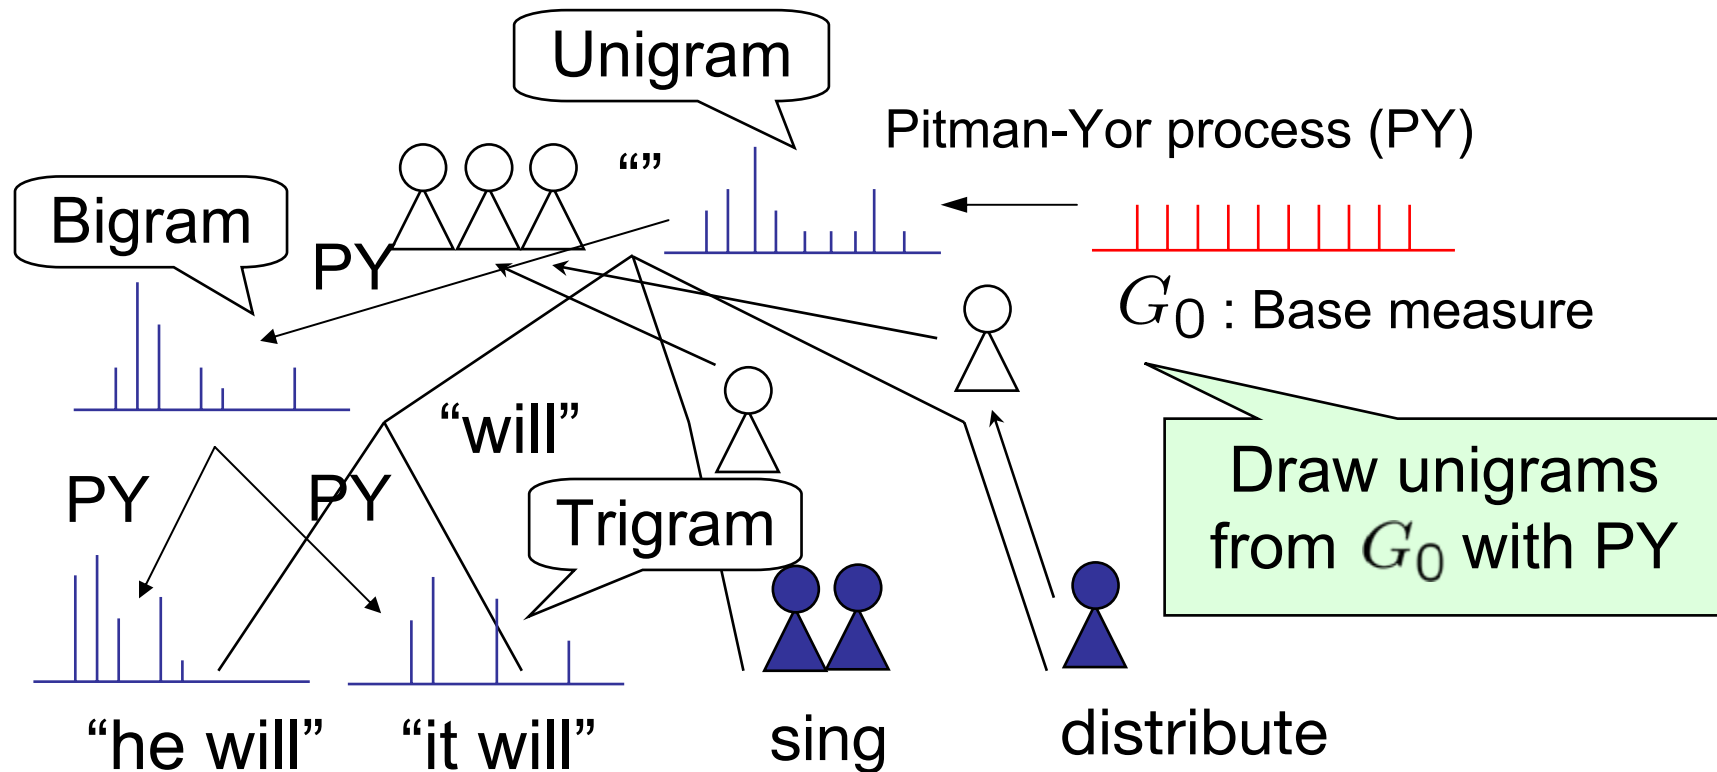 Unigram
Pitman-Yor process (PY)
“”
Bigram
PY
G0 : Base measure
“will”
Draw unigrams
from G0 with PY
PY
PY
Trigram
“he will”
“it will”
sing
distribute